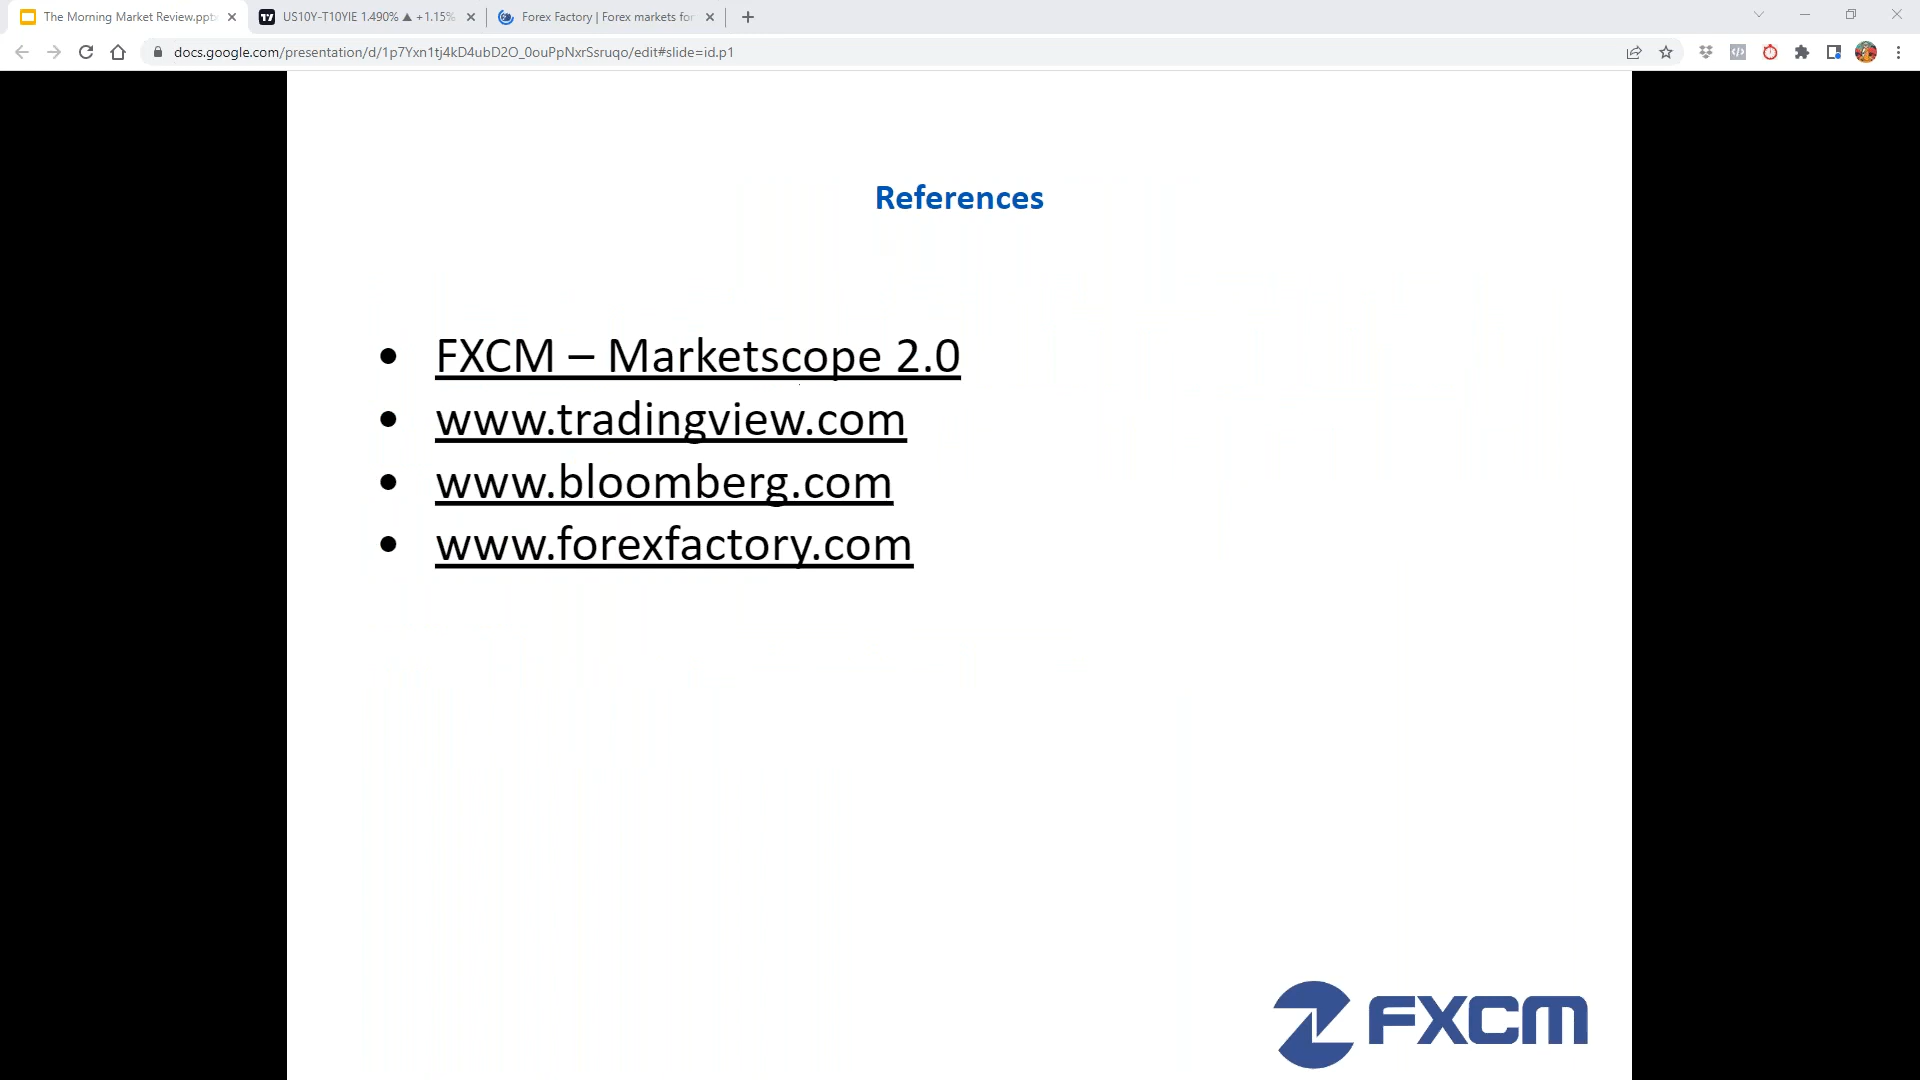 The Morning Market Review.ppt
US10Y-T10YIE 1.490% ▲ +1.15%
Forex Factory | Forex markets for
docs.google.com/presentation/d/1p7Yxn1tj4kD4ubD2O_0ouPpNxrSsruqo/edit#slide=id.p1
References
• FXCM – Marketscope 2.0
• www.tradingview.com
• www.bloomberg.com
• www.forexfactory.com
FXCM